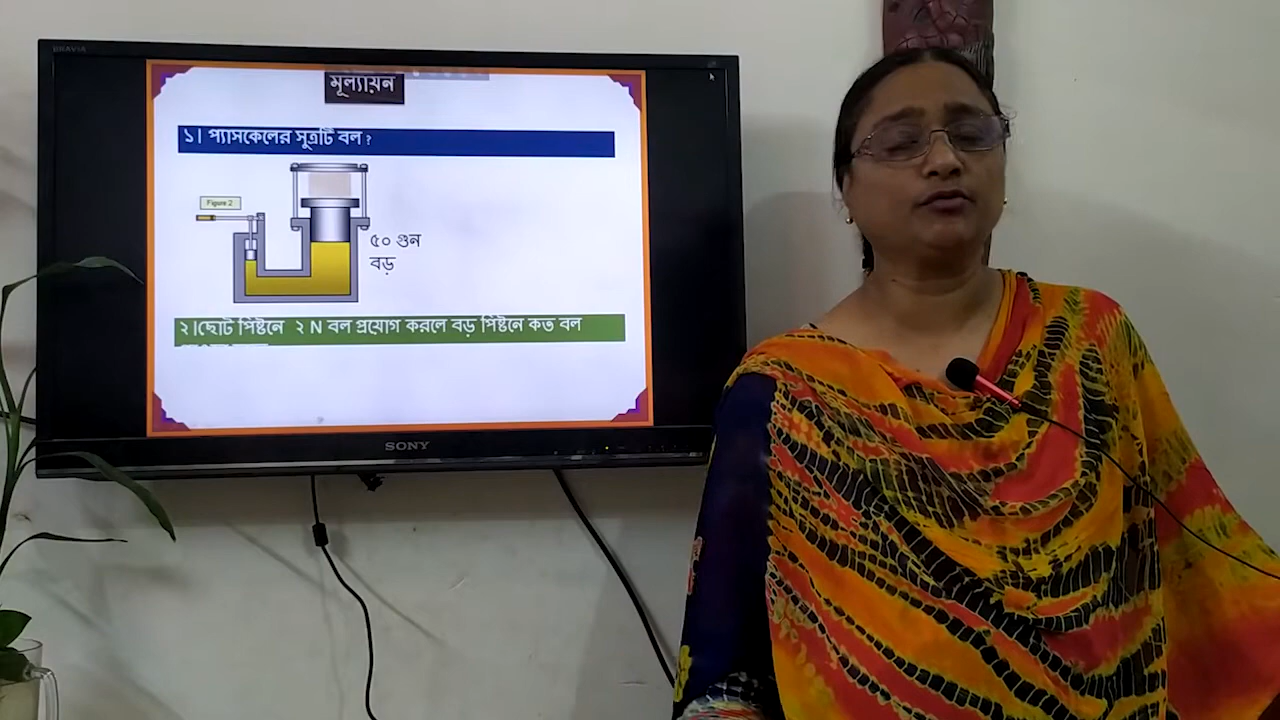 BRAVIA
মূল্যায়ন
১। প্যাসকেলের সুত্রটি বল ?
Figure 2
৫০ গুন
বড়
২।ছোট পিষ্টনে ২ N বল প্রযোগ করলে বড় পিষ্টনে কত বল
SONY